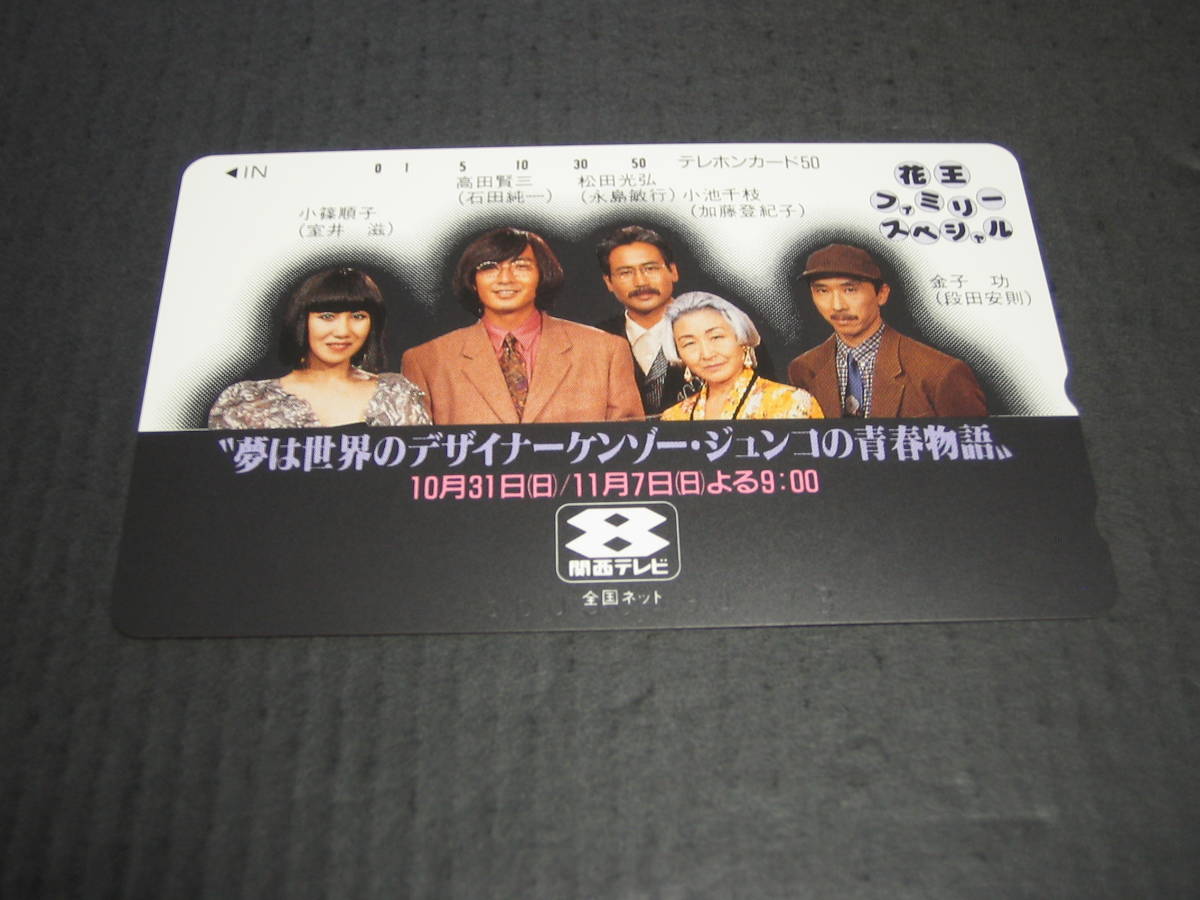 ◀IN
0 1 5 10 30 50 テレホンカード50
花王
ファミリー
スペシャル
小篠順子
(室井 滋)
高田賢三
(石田純一)
松田光弘
(永島敏行)
小池千枝
(加藤登紀子)
金子 功
(段田安則)
〝夢は世界のデザイナーケンゾー・ジュンコの青春物語〟
10月31日(日)/11月7日(日)よる9:00
8
関西テレビ
全国ネット